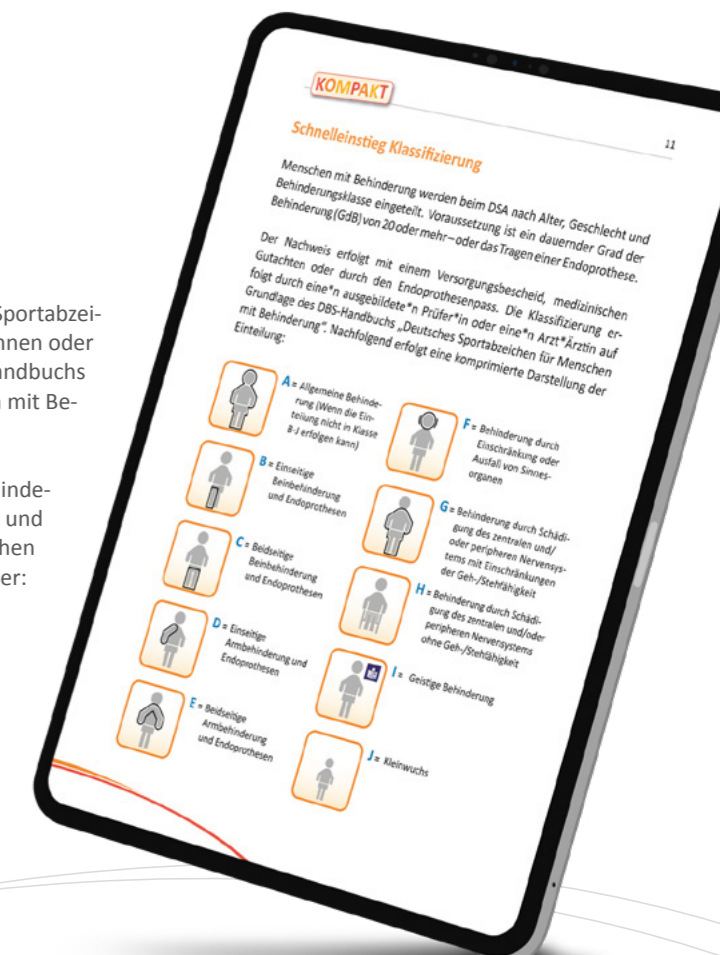 Sportabzei-
nnen oder
andbuchs
mit Be-
inde-
und
chen
er:
KOMPAKT
11
Schnelleinstieg Klassifizierung
Menschen mit Behinderung werden beim DSA nach Alter, Geschlecht und
Behinderungsklasse eingeteilt. Voraussetzung ist ein dauernder Grad der
Behinderung (GdB) von 20 oder mehr – oder das Tragen einer Endoprothese.
Der Nachweis erfolgt mit einem Versorgungsbescheid, medizinischen
Gutachten oder durch den Endoprothesenpass. Die Klassifizierung er-
folgt durch eine*n ausgebildete*n Prüfer*in oder eine*n Arzt*Ärztin auf
Grundlage des DBS-Handbuchs „Deutsches Sportabzeichen für Menschen
mit Behinderung“. Nachfolgend erfolgt eine komprimierte Darstellung der
Einteilung:
A = Allgemeine Behinde-
rung (Wenn die Ein-
teilung nicht in Klasse
B-J erfolgen kann)
B = Einseitige
Beinbehinderung
und Endoprothesen
C = Beidseitige
Beinbehinderung
und Endoprothesen
D = Einseitige
Armbehinderung und
Endoprothesen
E = Beidseitige
Armbehinderung
und Endoprothesen
F = Behinderung durch
Einschränkung oder
Ausfall von Sinnes-
organen
G = Behinderung durch Schädi-
gung des zentralen und/
oder peripheren Nervensys-
tems mit Einschränkungen
der Geh-/Stehfähigkeit
H = Behinderung durch Schädi-
gung des zentralen und/oder
peripheren Nervensystems
ohne Geh-/Stehfähigkeit
I = Geistige Behinderung
J = Kleinwuchs